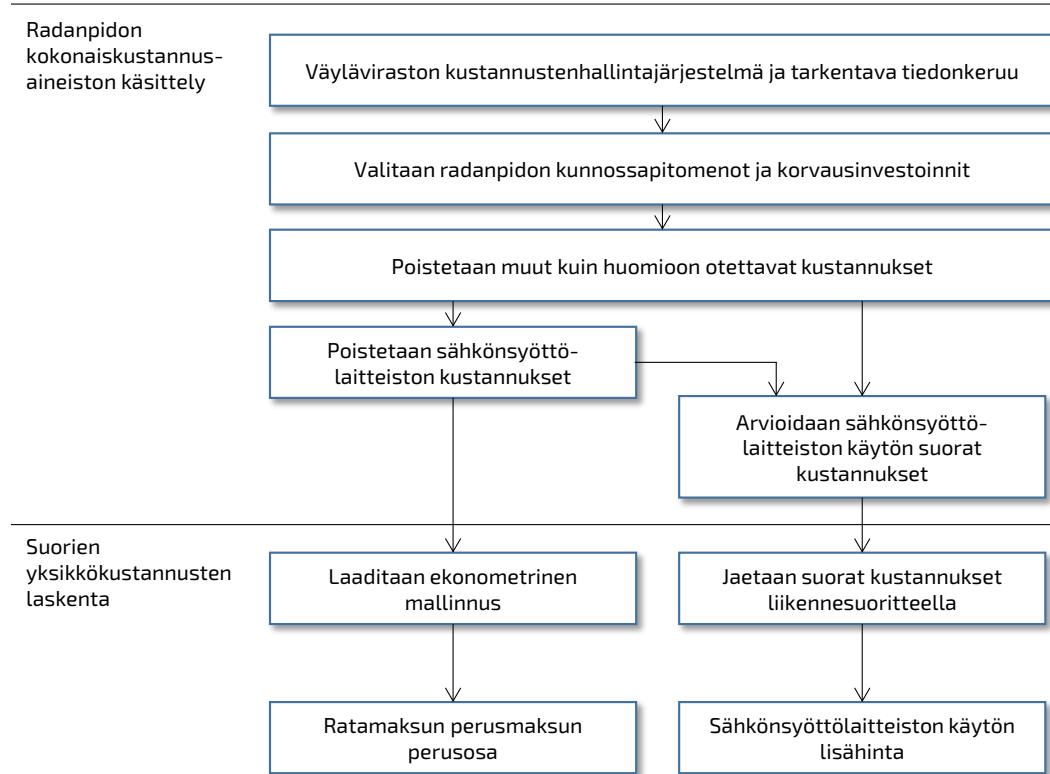 Radanpidon
kokonaiskustannus-
aineiston käsittely
Väyläviraston kustannustenhallintajärjestelmä ja tarkentava tiedonkeruu
Valitaan radanpidon kunnossapitomenot ja korvausinvestoinnit
Poistetaan muut kuin huomioon otettavat kustannukset
Poistetaan sähkönsyöttö-
laitteiston kustannukset
Arvioidaan sähkönsyöttö-
laitteiston käytön suorat
kustannukset
Suorien
yksikkökustannusten
laskenta
Laaditaan ekonometrinen
mallinnus
Jaetaan suorat kustannukset
liikennesuoritteella
Ratamaksun perusmaksun
perusosa
Sähkönsyöttölaitteiston käytön
lisähinta